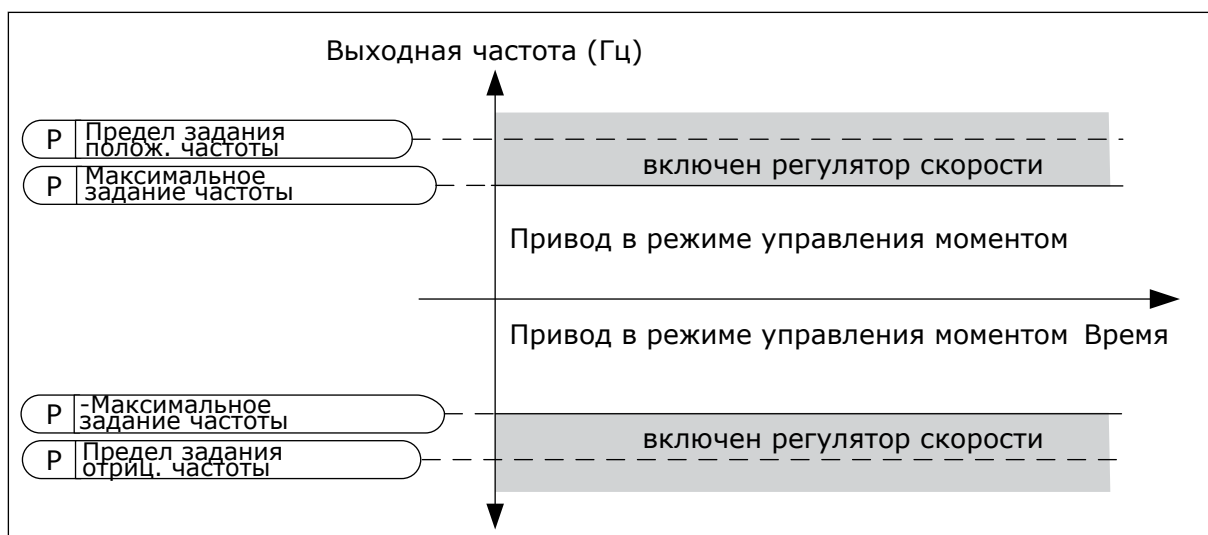 Выходная частота (Гц)
P Предел задания
полож. частоты
P Максимальное
задание частоты
включен регулятор скорости
Привод в режиме управления моментом
Привод в режиме управления моментом Время
P -Максимальное
задание частоты
включен регулятор скорости
P Предел задания
отриц. частоты